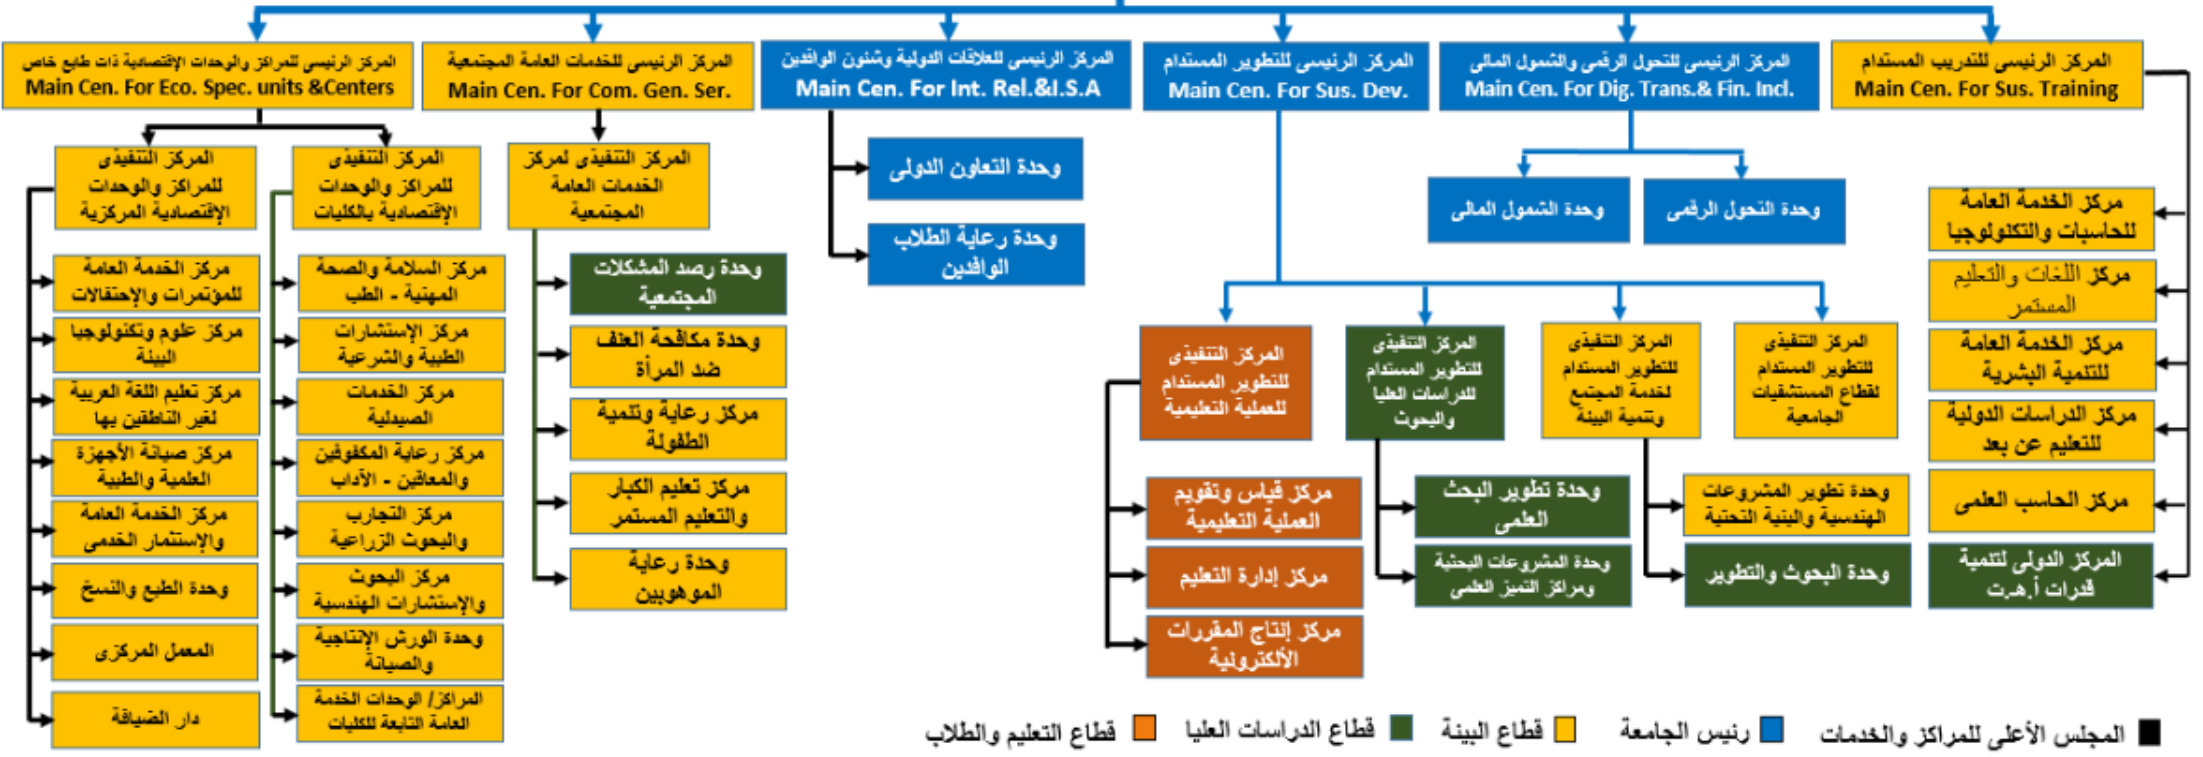 المركز الرئيسى للتدريب المستدام
Main Cen. For Sus. Training
المركز الرئيسى للتحول الرقمى والشمول المالى
Main Cen. For Dig. Trans.& Fin. Incl.
المركز الرئيسى للتطوير المستدام
Main Cen. For Sus. Dev.
المركز الرئيسى للعلاقات الدولية وشئون الوافدين
Main Cen. For Int. Rel.&I.S.A
المركز الرئيسى للخدمات العامة المجتمعية
Main Cen. For Com. Gen. Ser.
المركز الرئيسى للمراكز والوحدات الإقتصادية ذات طابع خاص
Main Cen. For Eco. Spec. units &Centers
مركز الخدمة العامة
للحاسبات والتكنولوجيا
مركز اللغات والتعليم
المستمر
مركز الخدمة العامة
للتنمية البشرية
مركز الدراسات الدولية
للتعليم عن بعد
مركز الحاسب العلمى
المركز الدولى لتنمية
قدرات أ.هـ.ت
وحدة التحول الرقمى
وحدة الشمول المالى
المركز التنفيذى
للتطوير المستدام
لقطاع المستشفيات
الجامعية
المركز التنفيذى
للتطوير المستدام
لخدمة المجتمع
وتنمية البيئة
وحدة تطوير المشروعات
الهندسية والبنية التحتية
وحدة البحوث والتطوير
المركز التنفيذى
للتطوير المستدام
للدراسات العليا
والبحوث
وحدة تطوير البحث
العلمى
وحدة المشروعات البحثية
ومراكز التميز العلمى
المركز التنفيذى
للتطوير المستدام
للعملية التعليمية
مركز قياس وتقويم
العملية التعليمية
مركز إدارة التعليم
مركز إنتاج المقررات
الألكترونية
وحدة التعاون الدولى
وحدة رعاية الطلاب
الوافدين
المركز التنفيذى لمركز
الخدمات العامة
المجتمعية
وحدة رصد المشكلات
المجتمعية
وحدة مكافحة العنف
ضد المرأة
مركز رعاية وتنمية
الطفولة
مركز تعليم الكبار
والتعليم المستمر
وحدة رعاية
الموهوبين
المركز التنفيذى
للمراكز والوحدات
الإقتصادية بالكليات
مركز السلامة والصحة
المهنية - الطب
مركز الإستشارات
الطبية والشرعية
مركز الخدمات
الصيدلية
مركز رعاية المكفوفين
والمعاقين - الآداب
مركز التجارب
والبحوث الزراعية
مركز البحوث
والإستشارات الهندسية
وحدة الورش الإنتاجية
والصيانة
المراكز/ الوحدات الخدمة
العامة التابعة للكليات
المركز التنفيذى
للمراكز والوحدات
الإقتصادية المركزية
مركز الخدمة العامة
للمؤتمرات والإحتفالات
مركز علوم وتكنولوجيا
البيئة
مركز تعليم اللغة العربية
لغير الناطقين بها
مركز صيانة الأجهزة
العلمية والطبية
مركز الخدمة العامة
والإستثمار الخدمى
وحدة الطبع والنسخ
المعمل المركزى
دار الضيافة
المجلس الأعلى للمراكز والخدمات
رئيس الجامعة
قطاع البيئة
قطاع الدراسات العليا
قطاع التعليم والطلاب